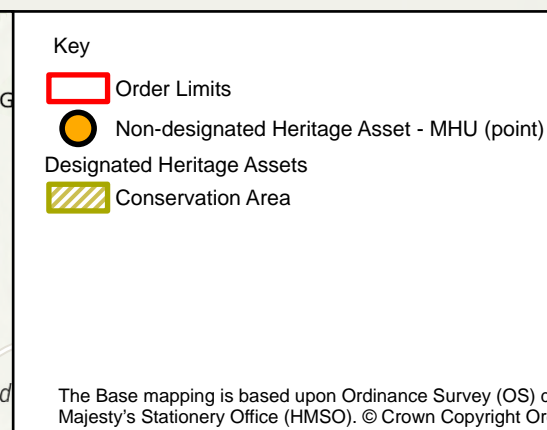 Key
G
Order Limits
Non-designated Heritage Asset - MHU (point)
Designated Heritage Assets
Conservation Area
d
The Base mapping is based upon Ordinance Survey (OS)
Majesty's Stationery Office (HMSO). © Crown Copyright